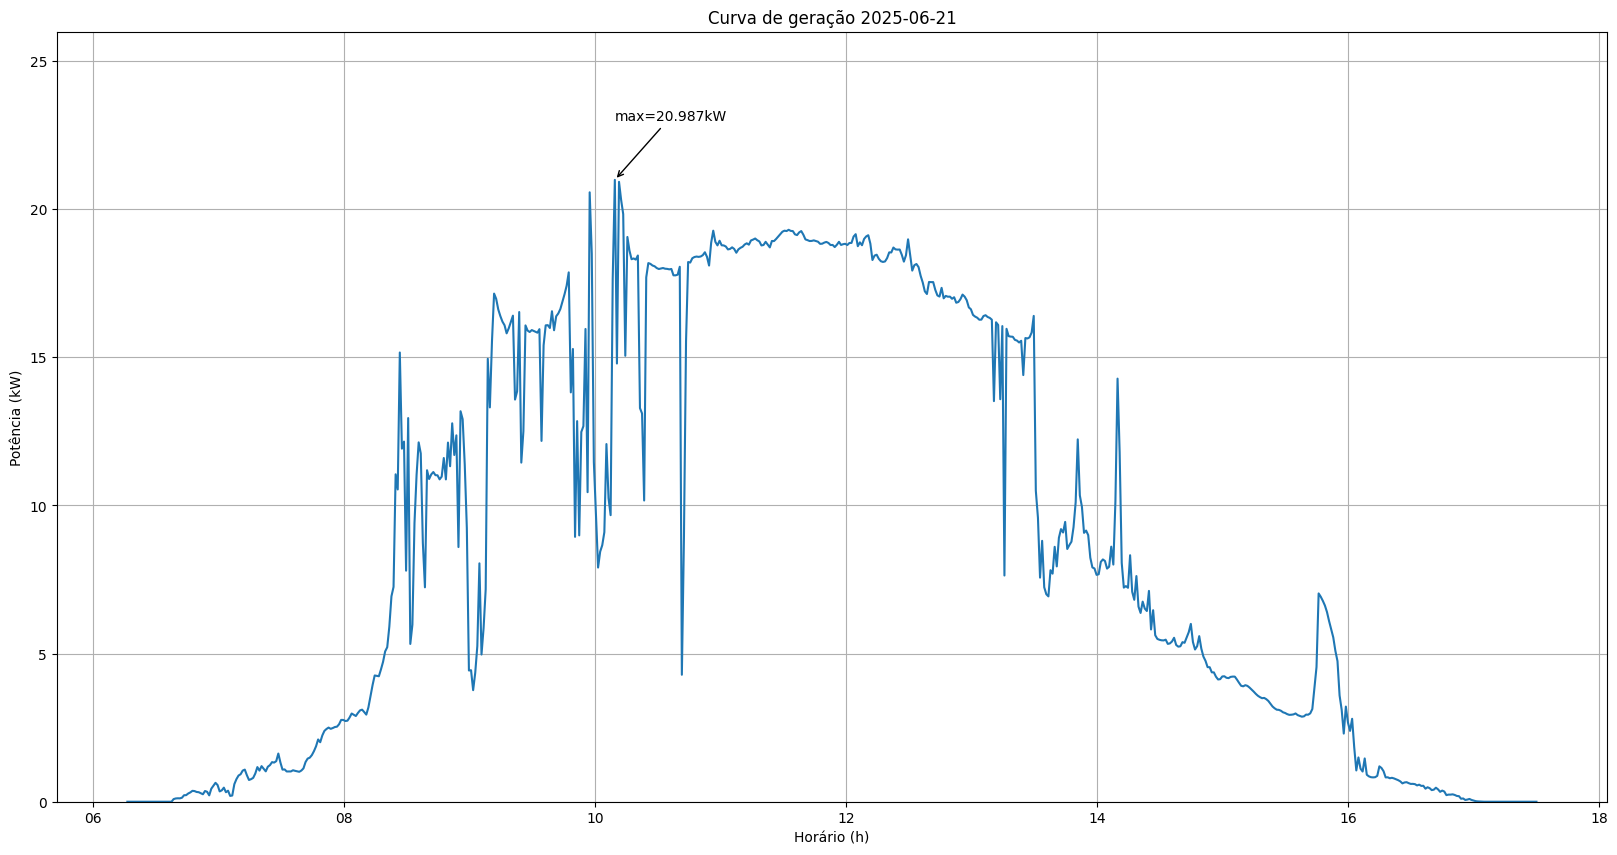 Curva de geração 2025-06-21
25
max=20.987kW
20
15
Potência (kW)
10
5
0
06 08 10 12 14 16 18
Horário (h)